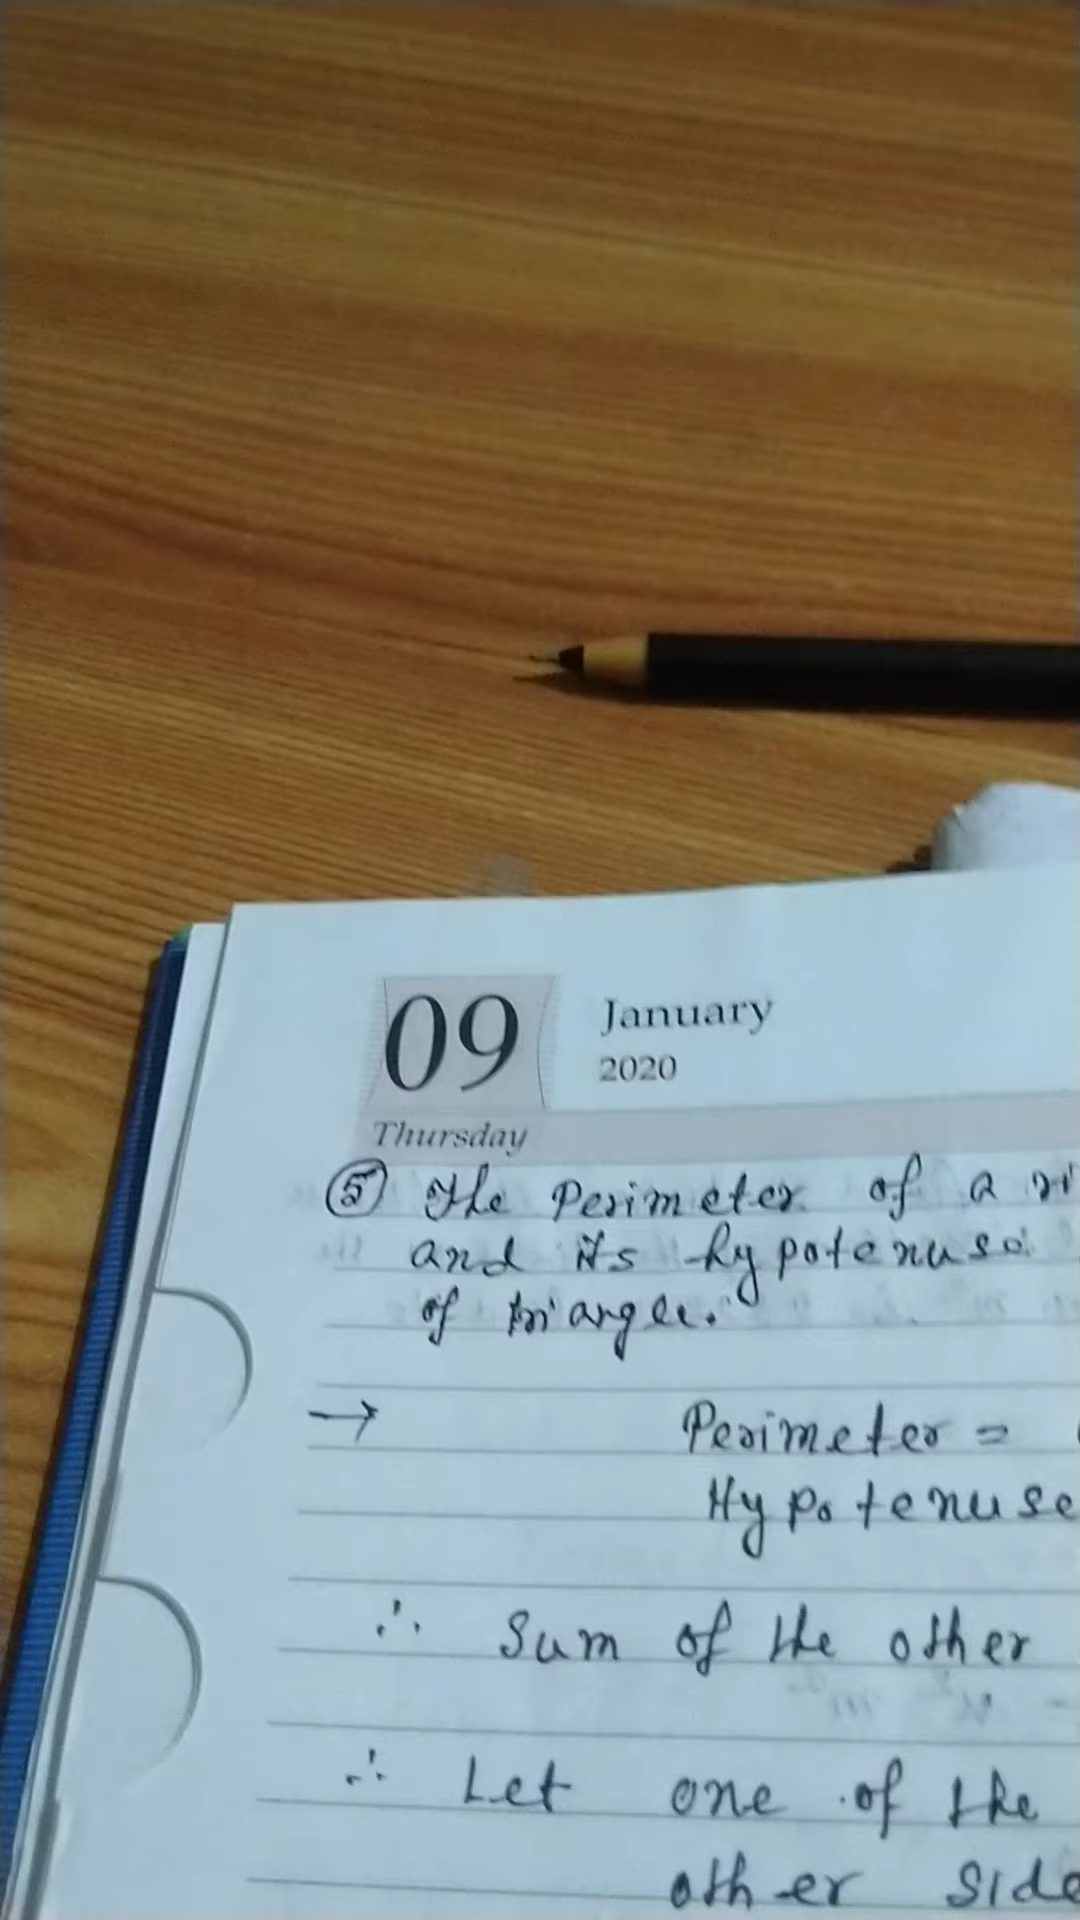 09
January
2020
Thursday
⑤ The Perimeter of a ri
and its hypotenuse
of triangle.
→ Perimeter =
Hypotenuse
∴ Sum of the other
∴ Let one of the
other side